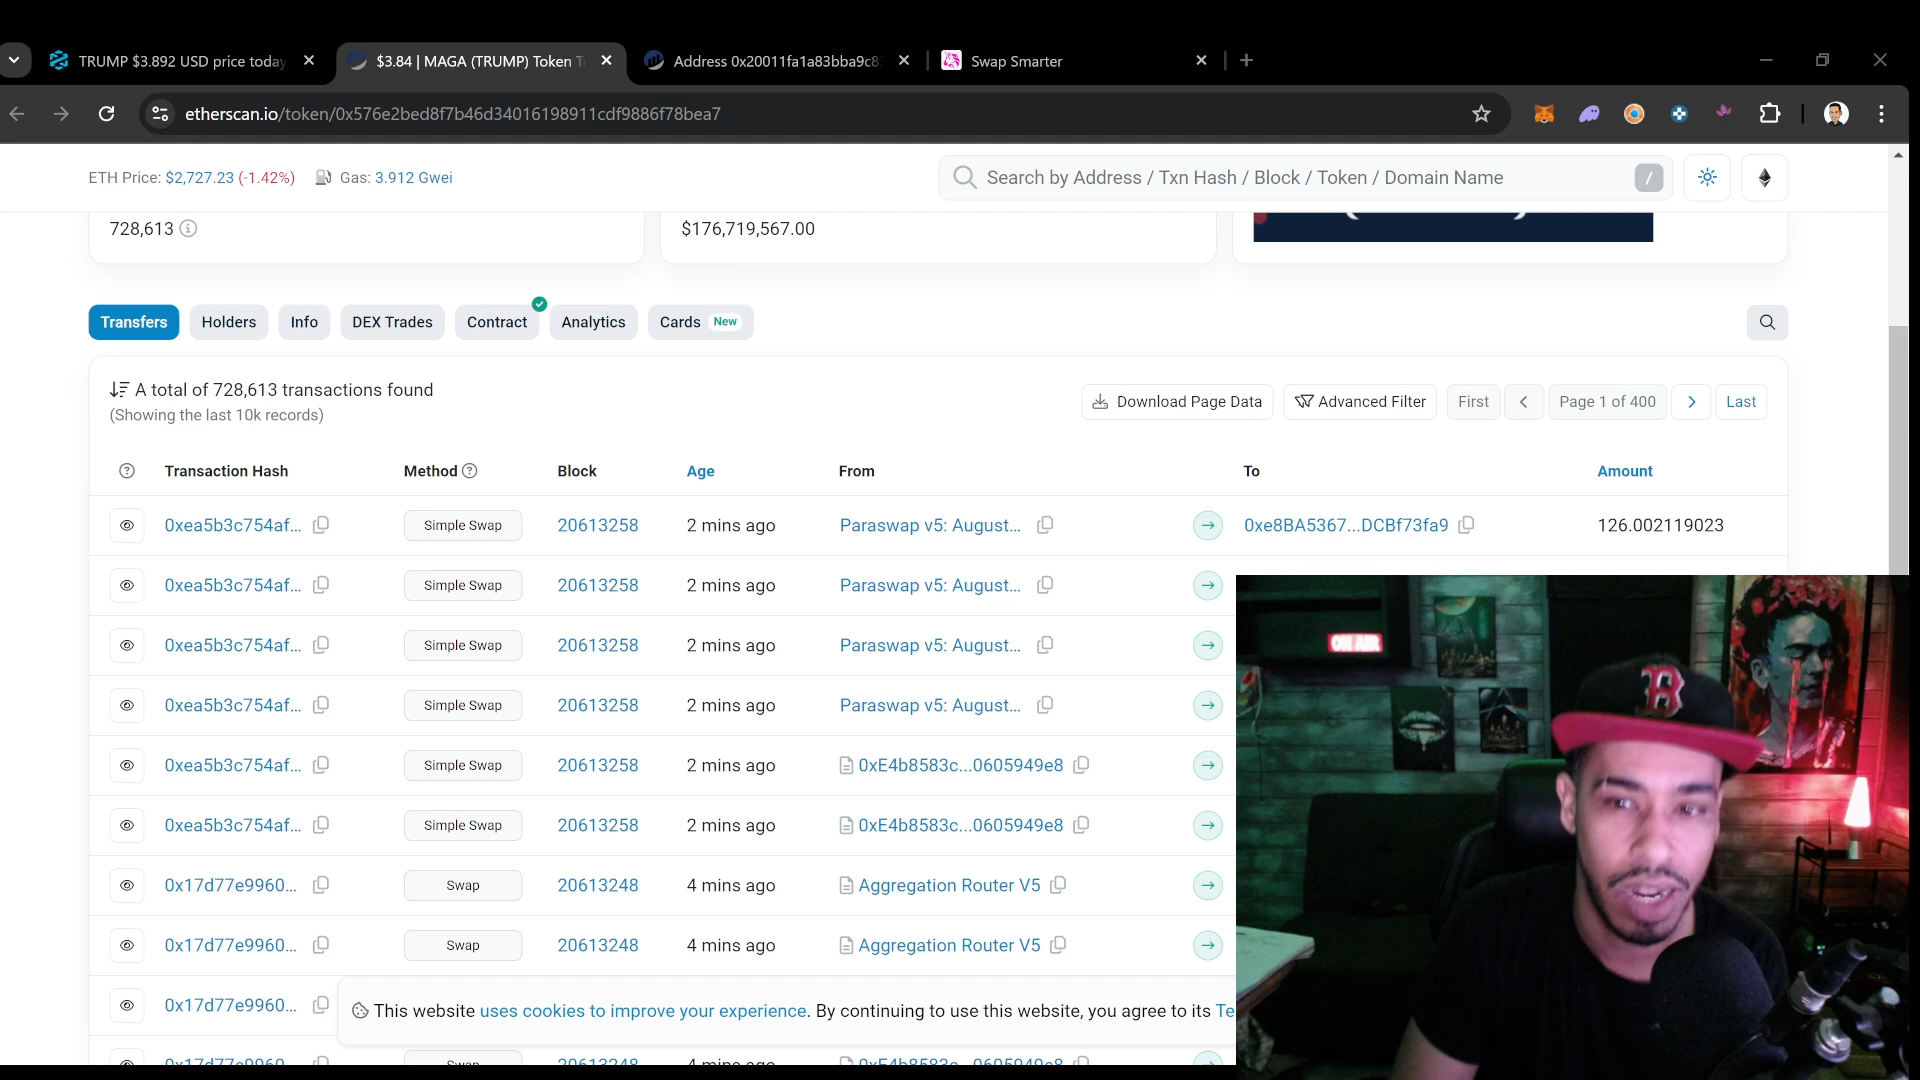 TRUMP $3.892 USD price today
$3.84 | MAGA (TRUMP) Token T
Address 0x20011fa1a83bba9c8
Swap Smarter
etherscan.io/token/0x576e2bed8f7b46d34016198911cdf9886f78bea7
ETH Price: $2,727.23 (-1.42%) Gas: 3.912 Gwei
Search by Address / Txn Hash / Block / Token / Domain Name /
728,613 $176,719,567.00
Transfers Holders Info DEX Trades Contract Analytics Cards New
A total of 728,613 transactions found
(Showing the last 10k records)
Download Page Data Advanced Filter First Page 1 of 400 Last
Transaction Hash Method Block Age From To Amount
0xea5b3c754af... Simple Swap 20613258 2 mins ago Paraswap v5: August... 0xe8BA5367...DCBf73fa9 126.002119023
0xea5b3c754af... Simple Swap 20613258 2 mins ago Paraswap v5: August...
0xea5b3c754af... Simple Swap 20613258 2 mins ago Paraswap v5: August...
0xea5b3c754af... Simple Swap 20613258 2 mins ago Paraswap v5: August...
0xea5b3c754af... Simple Swap 20613258 2 mins ago 0xE4b8583c...0605949e8
0xea5b3c754af... Simple Swap 20613258 2 mins ago 0xE4b8583c...0605949e8
0x17d77e9960... Swap 20613248 4 mins ago Aggregation Router V5
0x17d77e9960... Swap 20613248 4 mins ago Aggregation Router V5
0x17d77e9960...
This website uses cookies to improve your experience. By continuing to use this website, you agree to its Te
0x17d77e9960... Swap 20613248 4 mins ago 0xE4b8583c...0605949e8
ON AIR
B